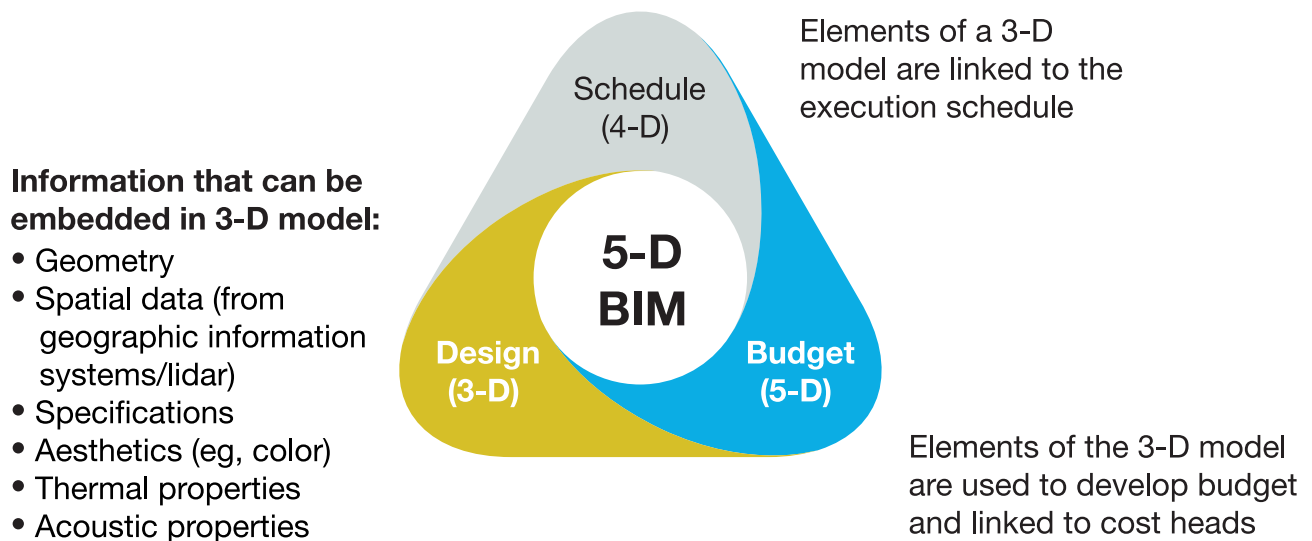 Elements of a 3-D
model are linked to the
execution schedule
Schedule
(4-D)
Information that can be
embedded in 3-D model:
• Geometry
• Spatial data (from
geographic information
systems/lidar)
• Specifications
• Aesthetics (eg, color)
• Thermal properties
• Acoustic properties
5-D
BIM
Design
(3-D)
Budget
(5-D)
Elements of the 3-D model
are used to develop budget
and linked to cost heads